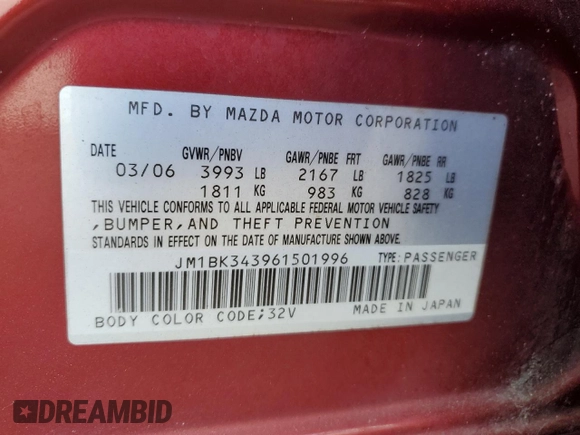 MFD. BY MAZDA MOTOR CORPORATION
DATE GVWR/PNBV GAWR/PNBE FRT GAWR/PNBE RR
03/06 3993 LB 2167 LB 1825 LB
1811 KG 983 KG 828 KG
THIS VEHICLE CONFORMS TO ALL APPLICABLE FEDERAL MOTOR VEHICLE SAFETY
,BUMPER,AND THEFT PREVENTION
STANDARDS IN EFFECT ON THE DATE OF MANUFACTURE SHOWN ABOVE.
JM1BK343961501996 TYPE:PASSENGER
BODY COLOR CODE;32V MADE IN JAPAN
DREAMBID